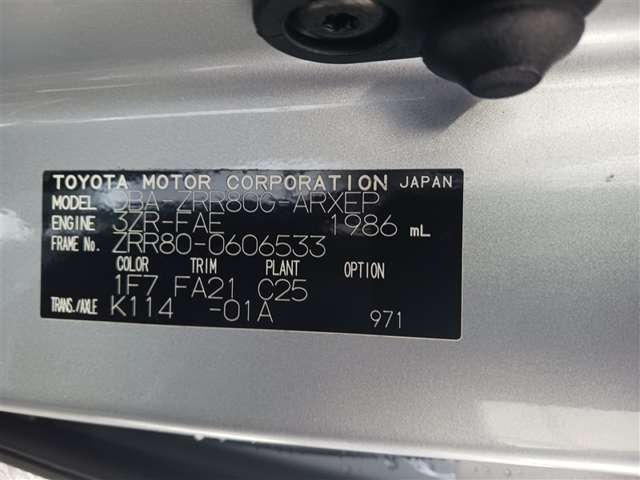 TOYOTA MOTOR CORPORATION JAPAN
MODEL DBA-ZRR80G-ARXEP
ENGINE 3ZR-FAE 1986 mL
FRAME No. ZRR80-0606533
COLOR TRIM PLANT OPTION
1F7 FA21 C25
TRANS./AXLE K114 -01A 971